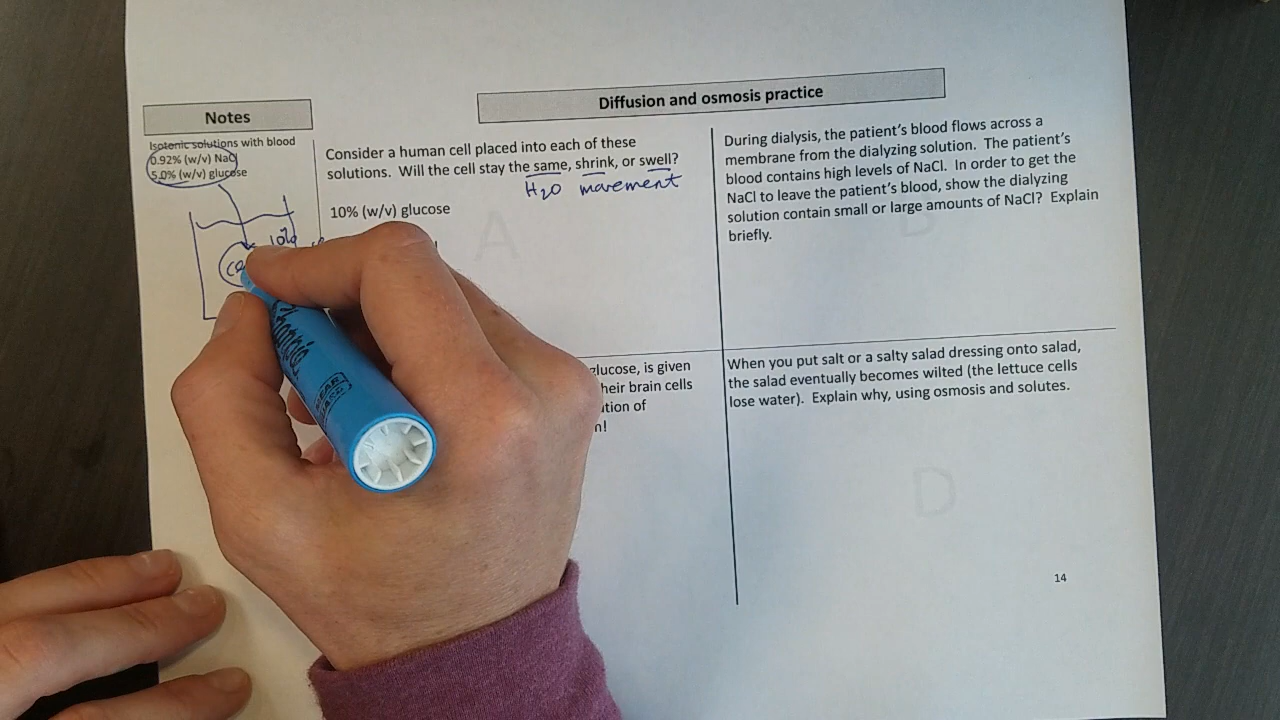 Diffusion and osmosis practice
Notes
Isotonic solutions with blood
0.92% (w/v) NaCl
5.0% (w/v) glucose
10%
Consider a human cell placed into each of these
solutions. Will the cell stay the same, shrink, or swell?
H₂O movement
10% (w/v) glucose
A
glucose, is given
their brain cells
n!
During dialysis, the patient's blood flows across a
membrane from the dialyzing solution. The patient's
blood contains high levels of NaCl. In order to get the
NaCl to leave the patient's blood, show the dialyzing
solution contain small or large amounts of NaCl? Explain
briefly.
B
When you put salt or a salty salad dressing onto salad,
the salad eventually becomes wilted (the lettuce cells
lose water). Explain why, using osmosis and solutes.
D
14
Sharpie